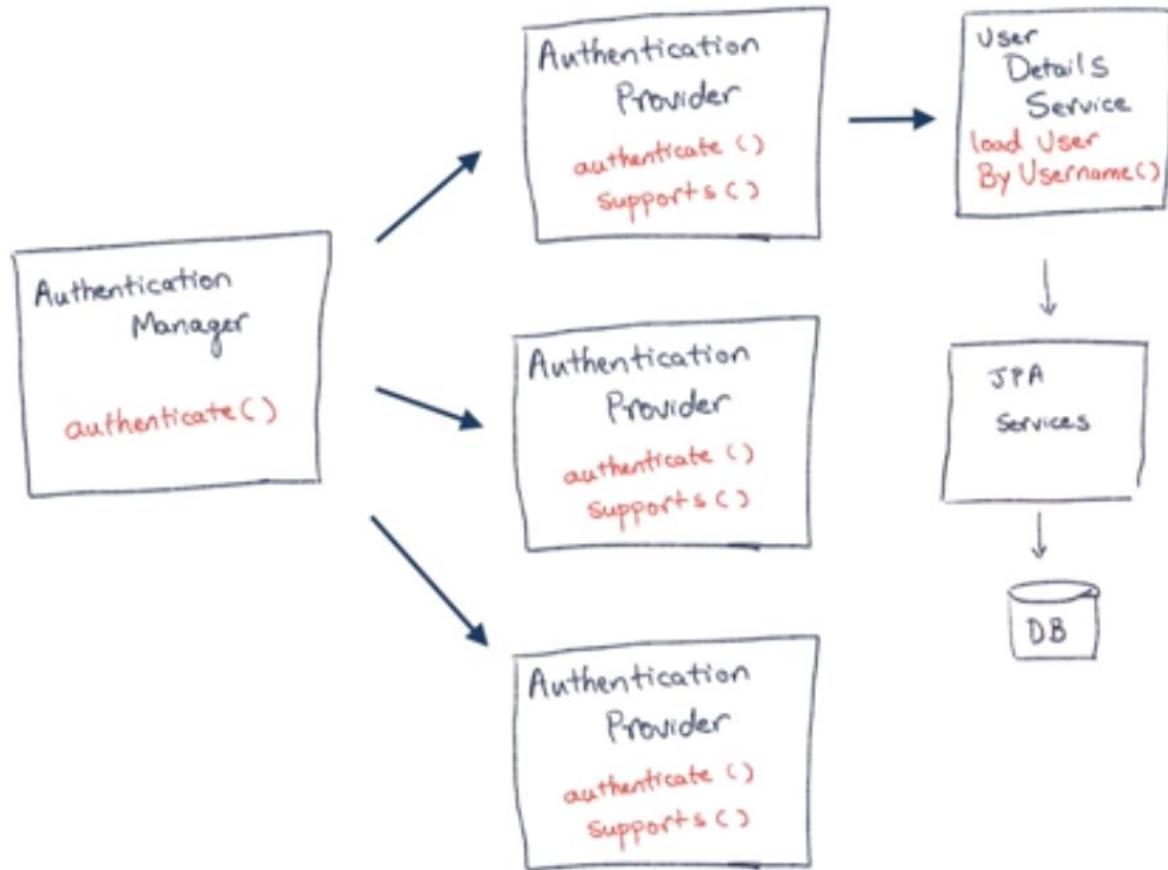 Authentication
Manager
authenticate()
Authentication
Provider
authenticate ()
supports ()
Authentication
Provider
authenticate ()
supports ()
Authentication
Provider
authenticate ()
supports ()
User
Details
Service
load User
By Username()
JPA
Services
DB